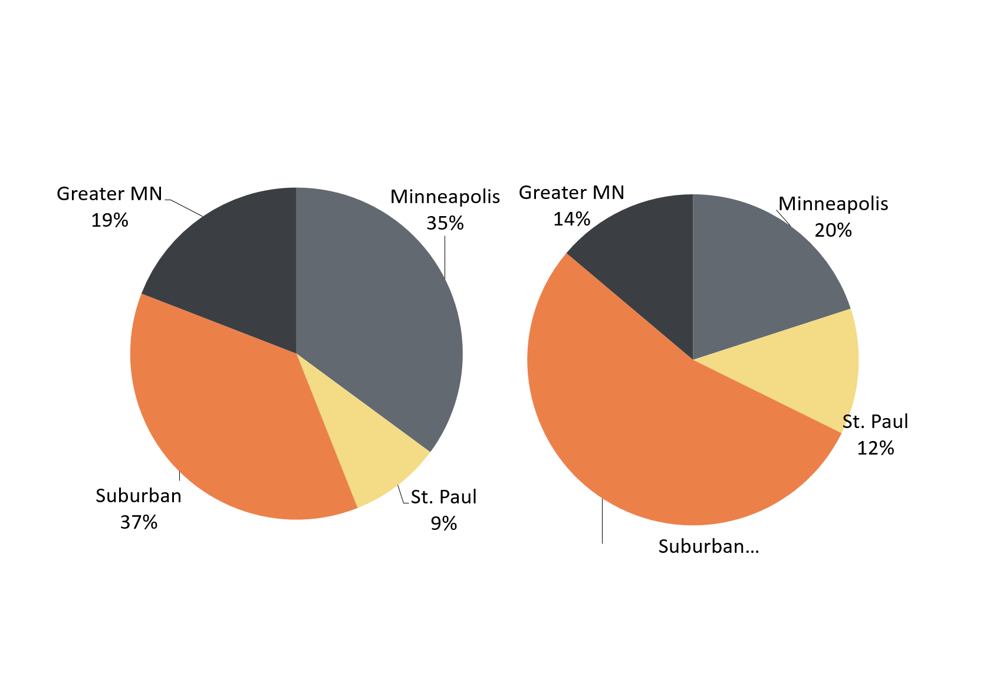 Greater MN
19%
Minneapolis
35%
Suburban
37%
St. Paul
9%
Greater MN
14%
Minneapolis
20%
St. Paul
12%
Suburban...